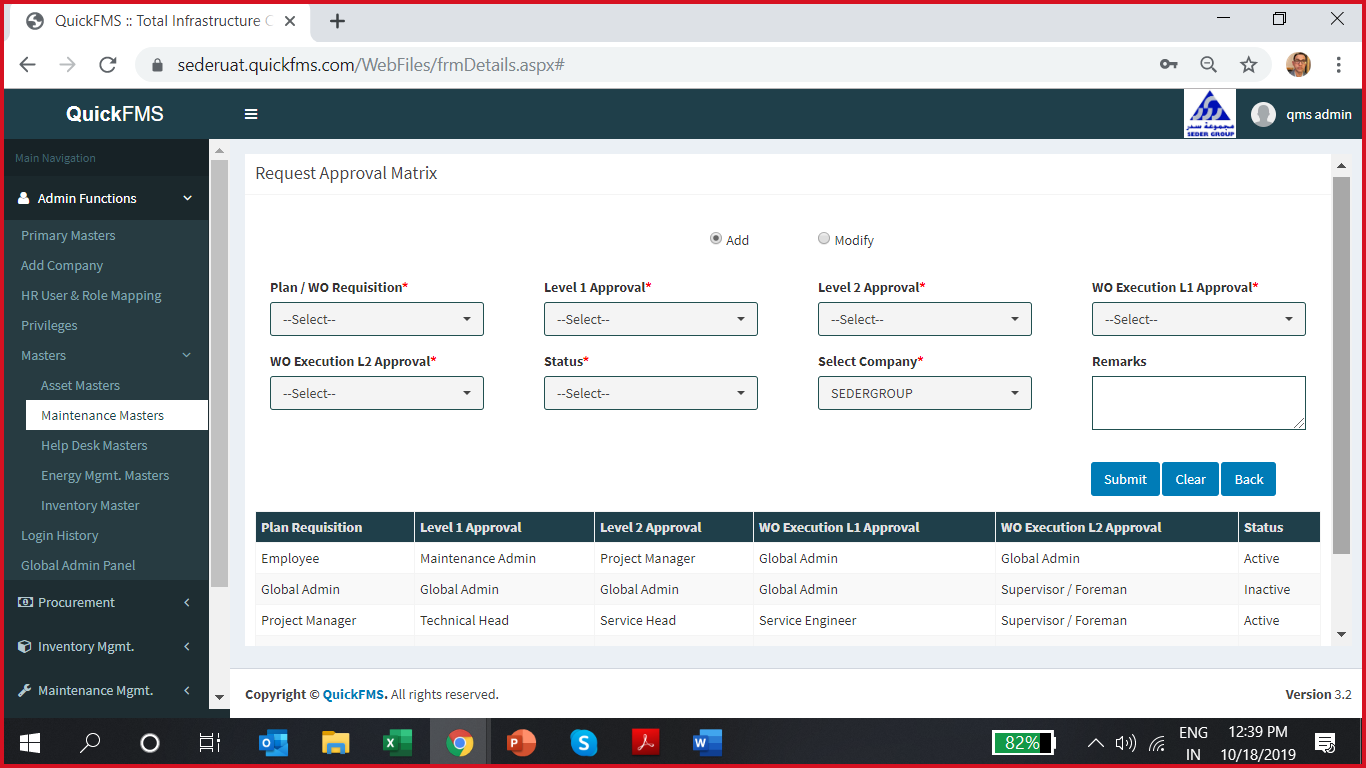 QuickFMS :: Total Infrastructure C
sederuat.quickfms.com/WebFiles/frmDetails.aspx#
QuickFMS
مجموعة سدر
SEDER GROUP
qms admin
Main Navigation
Admin Functions
Primary Masters
Add Company
HR User & Role Mapping
Privileges
Masters
Asset Masters
Maintenance Masters
Help Desk Masters
Energy Mgmt. Masters
Inventory Master
Login History
Global Admin Panel
Procurement
Inventory Mgmt.
Maintenance Mgmt.
Request Approval Matrix
Add Modify
Plan / WO Requisition* Level 1 Approval* Level 2 Approval* WO Execution L1 Approval*
--Select-- --Select-- --Select-- --Select--
WO Execution L2 Approval* Status* Select Company* Remarks
--Select-- --Select-- SEDERGROUP
Submit Clear Back
Plan Requisition Level 1 Approval Level 2 Approval WO Execution L1 Approval WO Execution L2 Approval Status
Employee Maintenance Admin Project Manager Global Admin Global Admin Active
Global Admin Global Admin Global Admin Global Admin Supervisor / Foreman Inactive
Project Manager Technical Head Service Head Service Engineer Supervisor / Foreman Active
Copyright © QuickFMS. All rights reserved. Version 3.2
82% ENG 12:39 PM
IN 10/18/2019